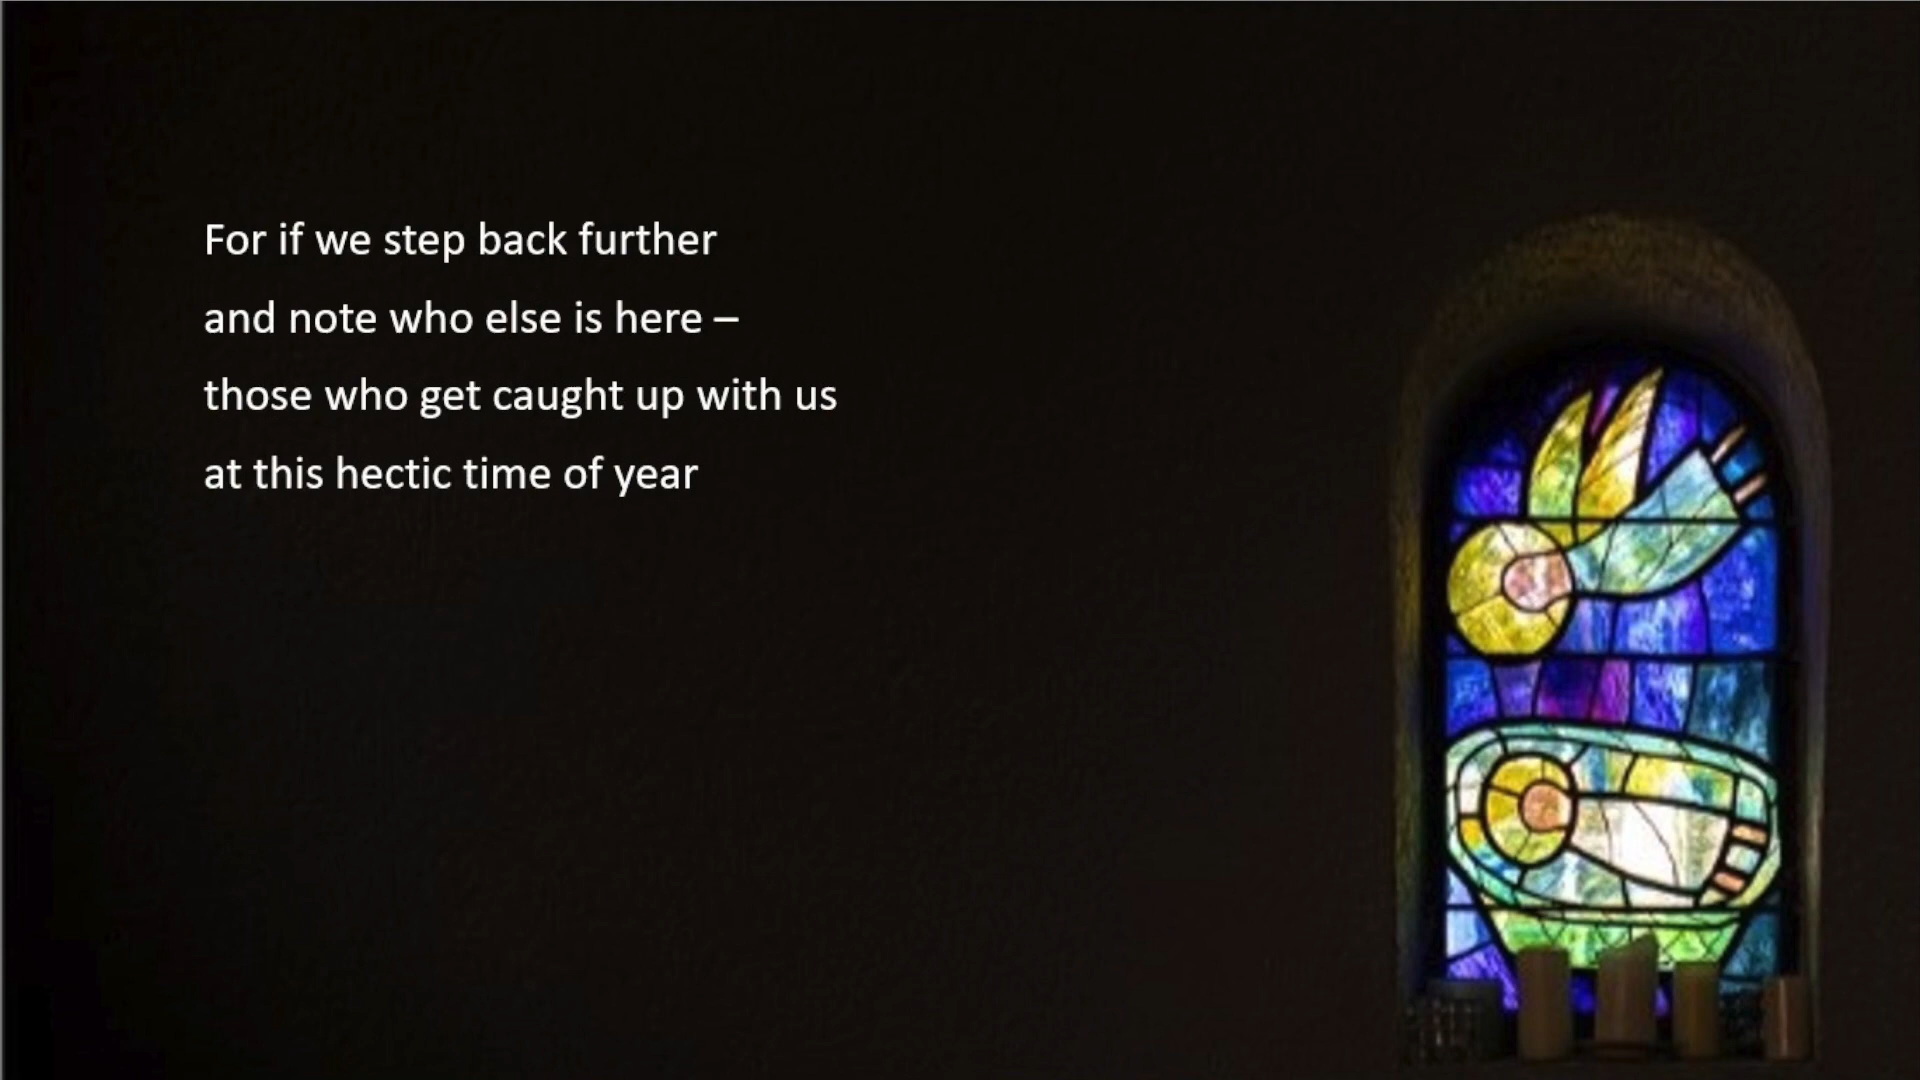 For if we step back further
and note who else is here –
those who get caught up with us
at this hectic time of year